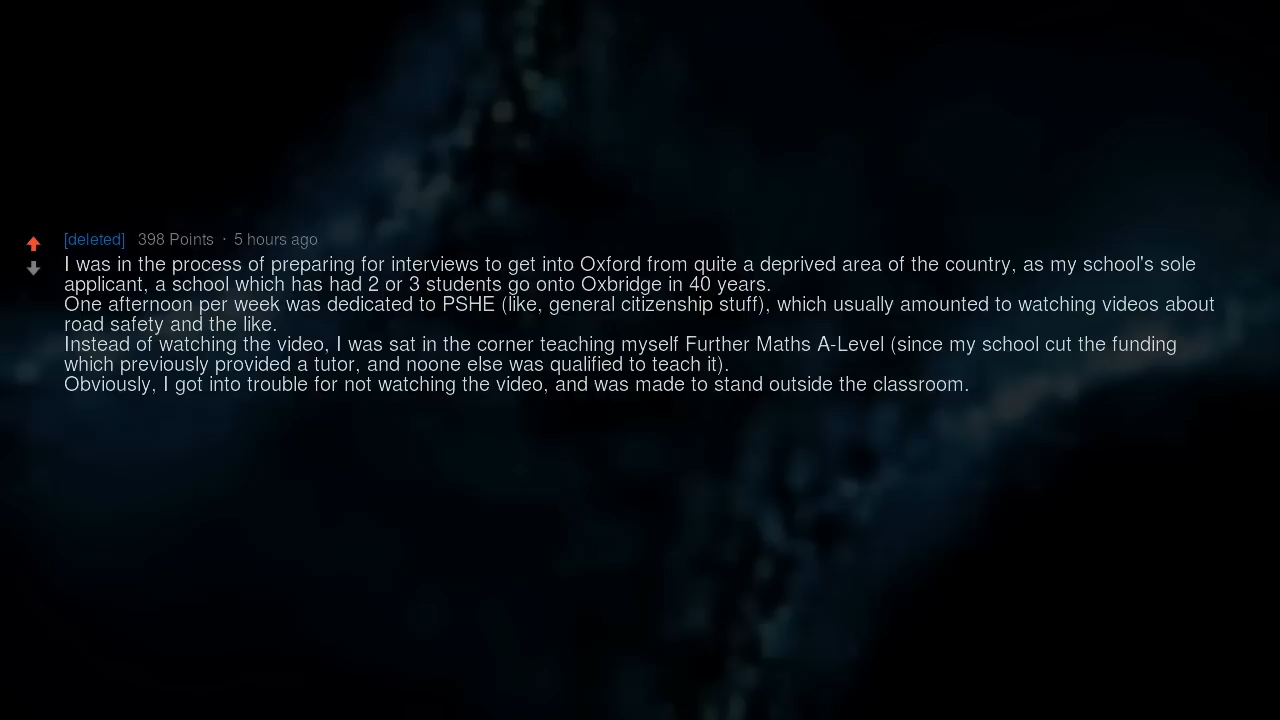 [deleted] 398 Points · 5 hours ago
I was in the process of preparing for interviews to get into Oxford from quite a deprived area of the country, as my school's sole
applicant, a school which has had 2 or 3 students go onto Oxbridge in 40 years.
One afternoon per week was dedicated to PSHE (like, general citizenship stuff), which usually amounted to watching videos about
road safety and the like.
Instead of watching the video, I was sat in the corner teaching myself Further Maths A-Level (since my school cut the funding
which previously provided a tutor, and noone else was qualified to teach it).
Obviously, I got into trouble for not watching the video, and was made to stand outside the classroom.